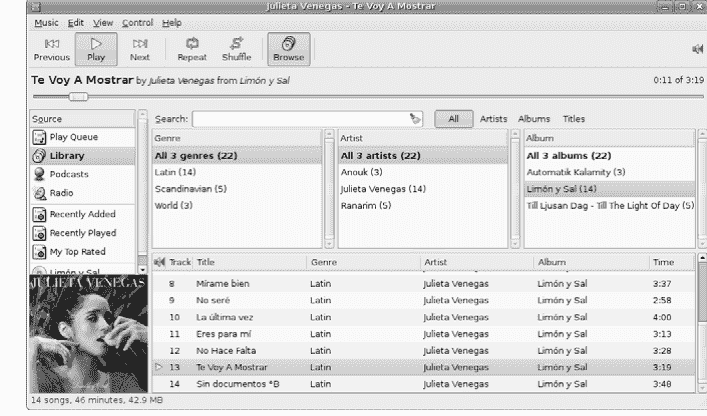 Julieta Venegas - Te Voy A Mostrar
Music Edit View Control Help
Previous Play Next Repeat Shuffle Browse
Te Voy A Mostrar by Julieta Venegas from Limón y Sal 0:11 of 3:19
Source
Play Queue
Library
Podcasts
Radio
Recently Added
Recently Played
My Top Rated
Limón y Sal
Search: All Artists Albums Titles
Genre
All 3 genres (22)
Latin (14)
Scandinavian (5)
World (3)
Artist
All 3 artists (22)
Anouk (3)
Julieta Venegas (14)
Ranarim (5)
Album
All 3 albums (22)
Automatik Kalamity (3)
Limón y Sal (14)
Till Ljusan Dag - Till The Light Of Day (5)
Track Title Genre Artist Album Time
8 Mírame bien Latin Julieta Venegas Limón y Sal 3:37
9 No seré Latin Julieta Venegas Limón y Sal 2:58
10 La última vez Latin Julieta Venegas Limón y Sal 4:00
11 Eres para mí Latin Julieta Venegas Limón y Sal 3:13
12 No Hace Falta Latin Julieta Venegas Limón y Sal 3:28
13 Te Voy A Mostrar Latin Julieta Venegas Limón y Sal 3:19
14 Sin documentos *B Latin Julieta Venegas Limón y Sal 3:48
JULIETA VENEGAS
14 songs, 46 minutes, 42.9 MB